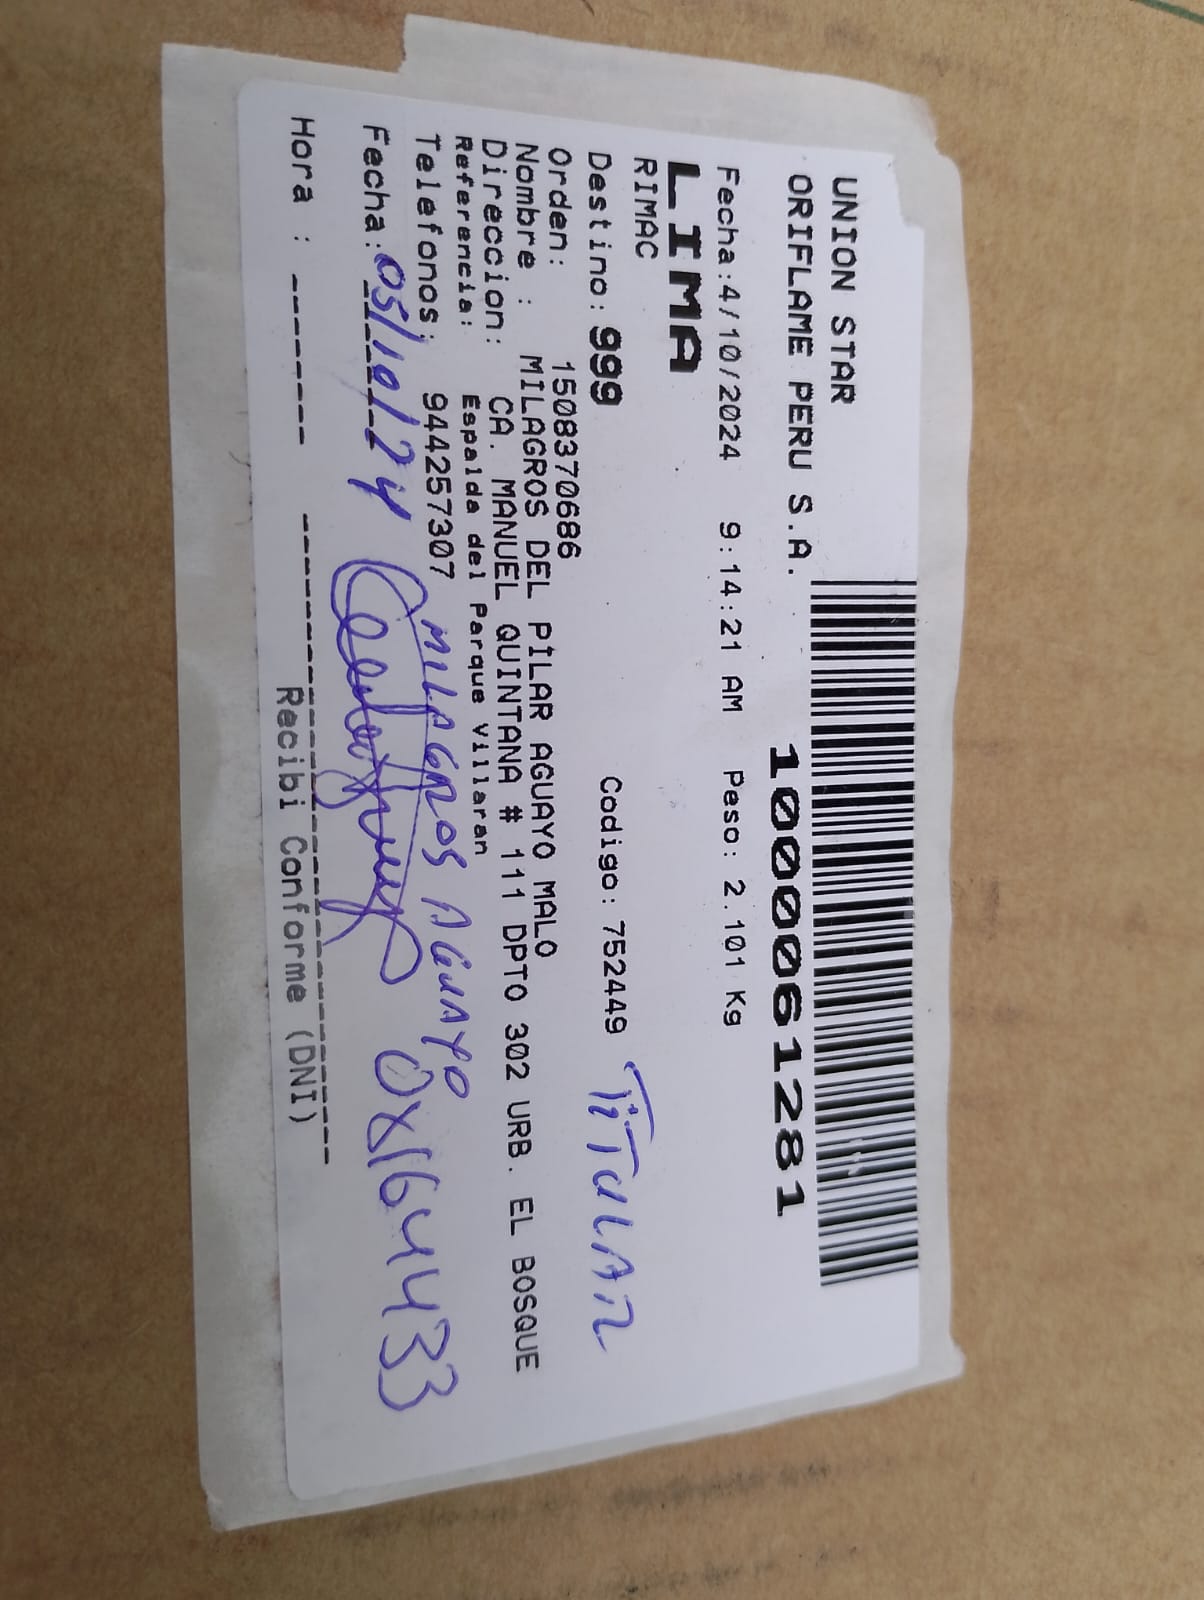 UNION STAR
ORIFLAME PERU S.A.
1000061281
Fecha:4/10/2024 9:14:21 AM Peso: 2.101 Kg
LIMA
RIMAC
Destino: 999 Codigo: 752449 TITULAR
Orden: 1508370686
Nombre : MILAGROS DEL PILAR AGUAYO MALO
Direccion: CA. MANUEL QUINTANA # 111 DPTO 302 URB. EL BOSQUE
Referencia: Espalda del Parque Villaran
Telefonos: 944257307 MILAGROS AGUAYO
Fecha: 05/10/24 0X164433
Hora :
Recibi Conforme (DNI)